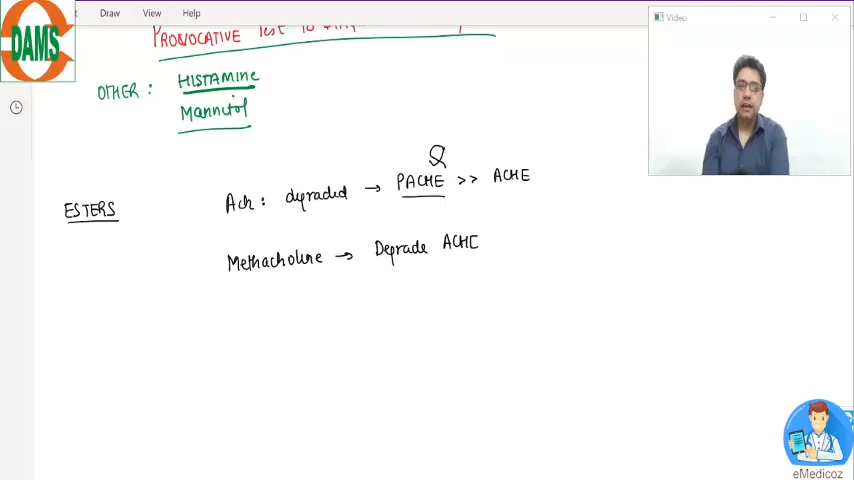 DAMS
Draw View Help
Video
PROVOCATIVE Test To
OTHER : HISTAMINE
Mannitol
ESTERS
Ach : degraded → PACHE >> ACHE
Methacholine → Degrade ACHE
eMedicoz